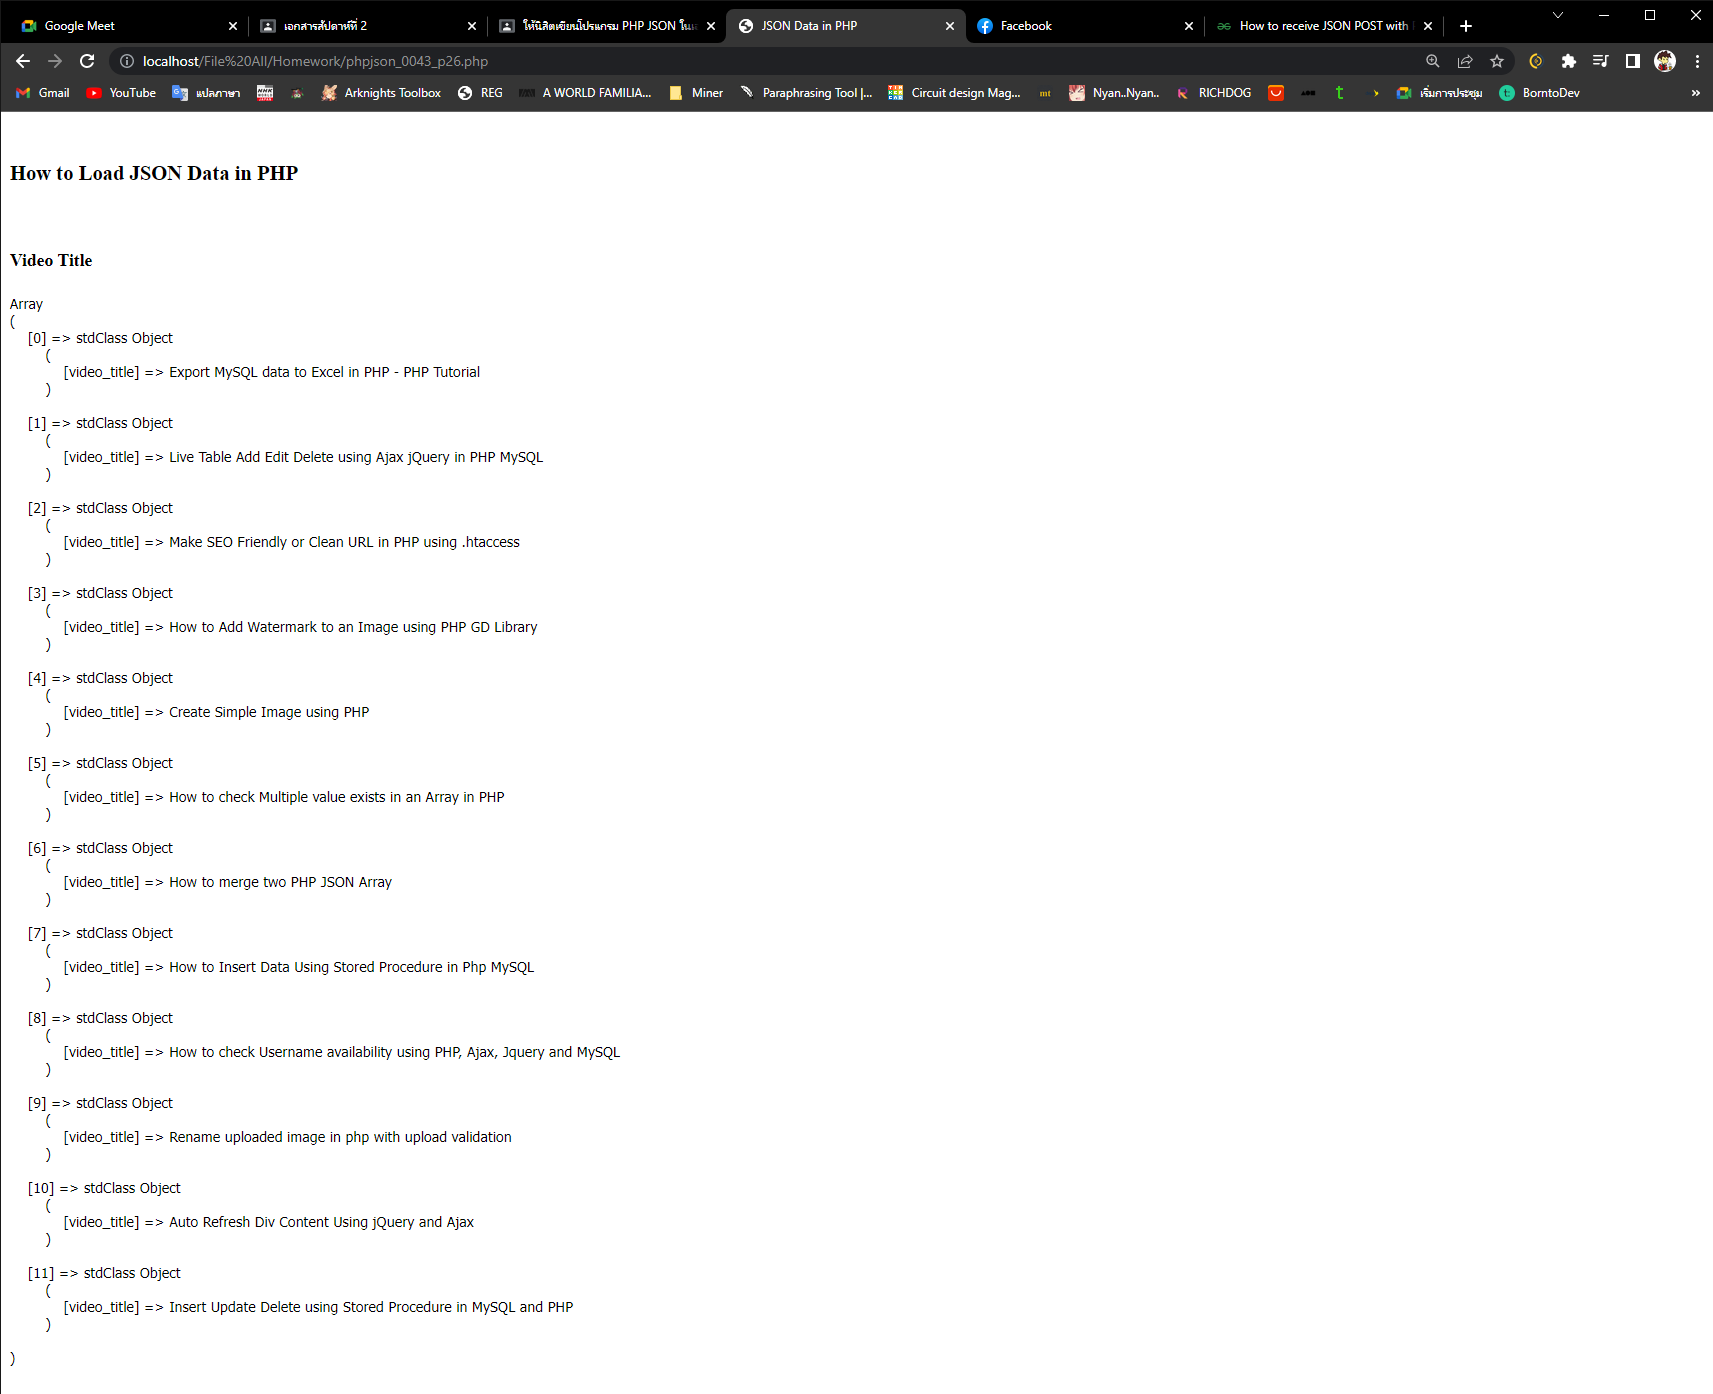 Google Meet
เอกสารสัปดาห์ที่ 2
ให้นิสิตเขียนโปรแกรม PHP JSON ใน
JSON Data in PHP
Facebook
How to receive JSON POST with
localhost/File%20All/Homework/phpjson_0043_p26.php
Gmail
YouTube
แปลภาษา
Arknights Toolbox
REG
A WORLD FAMILIA...
Miner
Paraphrasing Tool |...
Circuit design Mag...
mt
Nyan..Nyan..
RICHDOG
t
เริ่มการประชุม
BorntoDev
»
How to Load JSON Data in PHP
Video Title
Array
(
[0] => stdClass Object
(
[video_title] => Export MySQL data to Excel in PHP - PHP Tutorial
)
[1] => stdClass Object
(
[video_title] => Live Table Add Edit Delete using Ajax jQuery in PHP MySQL
)
[2] => stdClass Object
(
[video_title] => Make SEO Friendly or Clean URL in PHP using .htaccess
)
[3] => stdClass Object
(
[video_title] => How to Add Watermark to an Image using PHP GD Library
)
[4] => stdClass Object
(
[video_title] => Create Simple Image using PHP
)
[5] => stdClass Object
(
[video_title] => How to check Multiple value exists in an Array in PHP
)
[6] => stdClass Object
(
[video_title] => How to merge two PHP JSON Array
)
[7] => stdClass Object
(
[video_title] => How to Insert Data Using Stored Procedure in Php MySQL
)
[8] => stdClass Object
(
[video_title] => How to check Username availability using PHP, Ajax, Jquery and MySQL
)
[9] => stdClass Object
(
[video_title] => Rename uploaded image in php with upload validation
)
[10] => stdClass Object
(
[video_title] => Auto Refresh Div Content Using jQuery and Ajax
)
[11] => stdClass Object
(
[video_title] => Insert Update Delete using Stored Procedure in MySQL and PHP
)
)